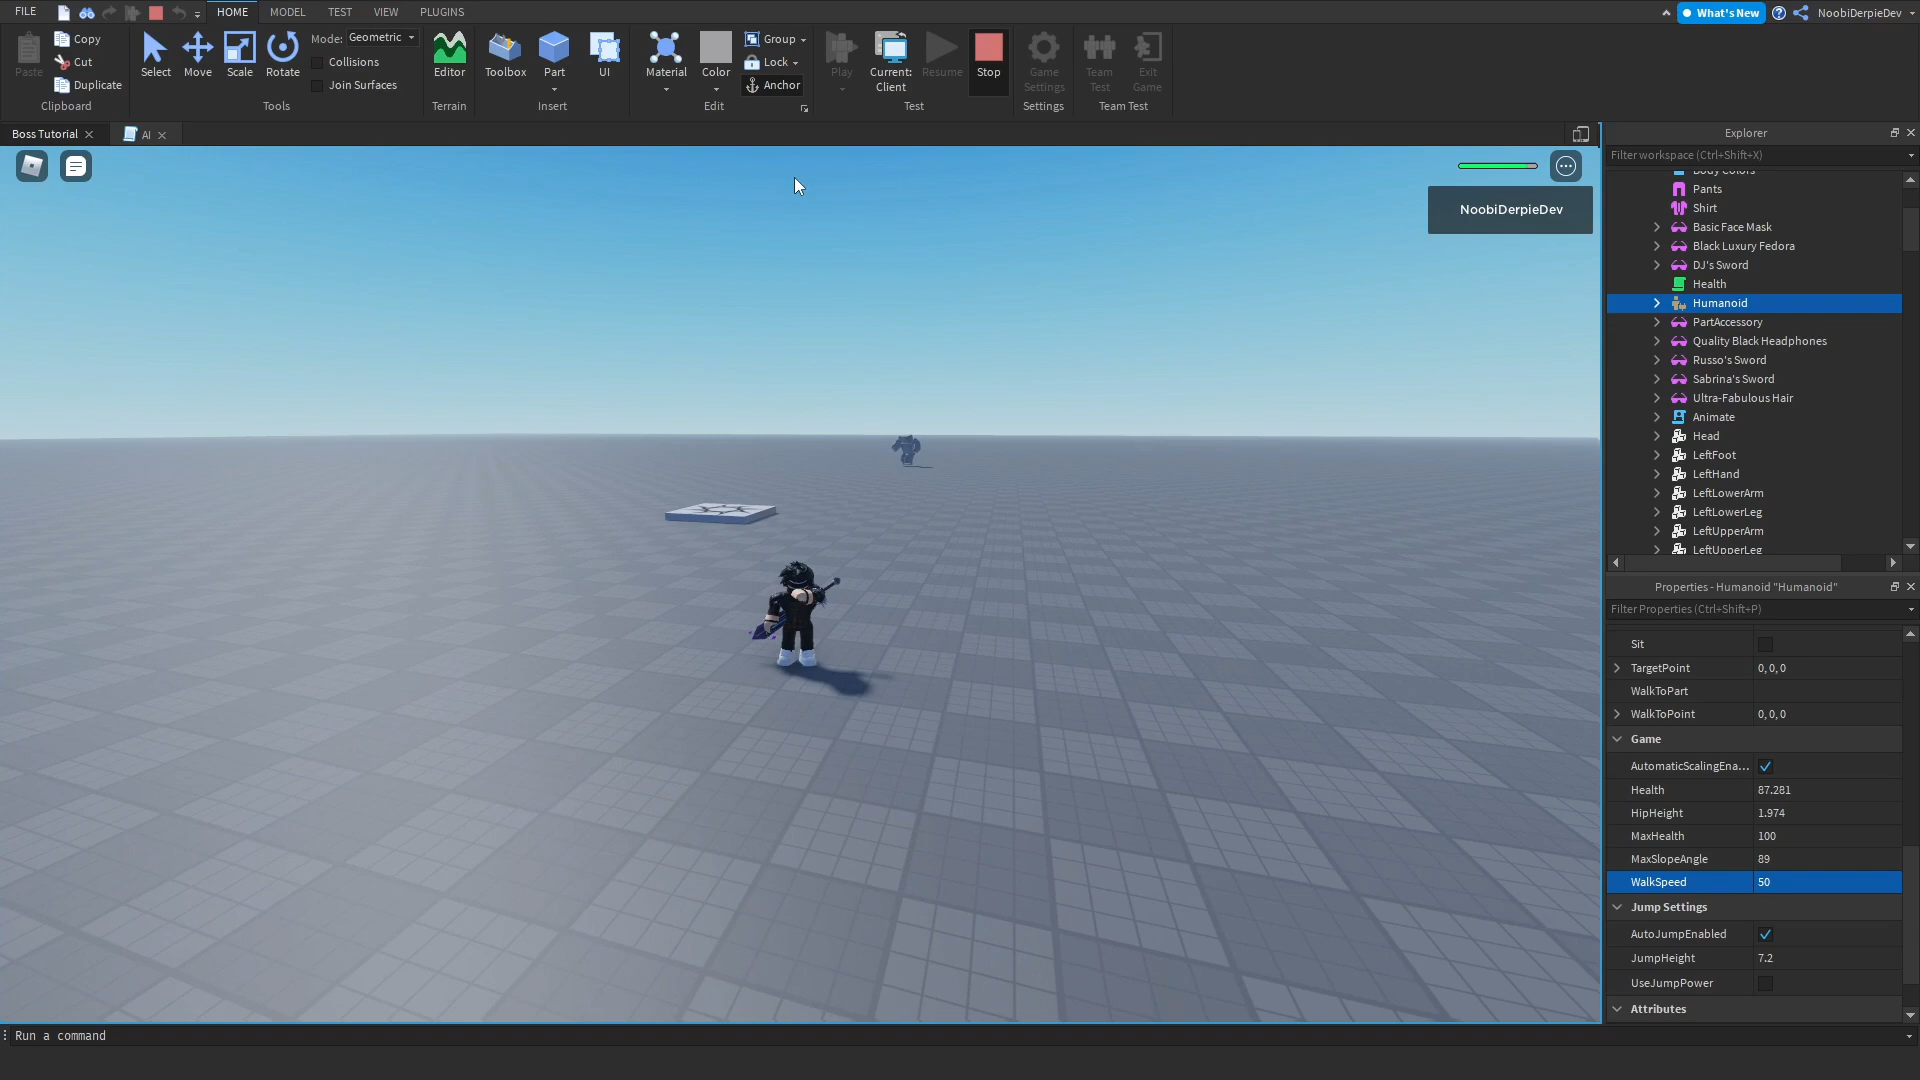 FILE
HOME
MODEL
TEST
VIEW
PLUGINS
What's New
NoobiDerpieDev
Paste
Copy
Cut
Duplicate
Clipboard
Select
Move
Scale
Rotate
Mode: Geometric
Collisions
Join Surfaces
Tools
Editor
Terrain
Toolbox
Part
UI
Insert
Material
Color
Group
Lock
Anchor
Edit
Play
Current:
Client
Resume
Stop
Test
Game
Settings
Settings
Team
Test
Exit
Game
Team Test
Boss Tutorial
AI
NoobiDerpieDev
Explorer
Filter workspace (Ctrl+Shift+X)
Body Colors
Pants
Shirt
Basic Face Mask
Black Luxury Fedora
DJ's Sword
Health
Humanoid
PartAccessory
Quality Black Headphones
Russo's Sword
Sabrina's Sword
Ultra-Fabulous Hair
Animate
Head
LeftFoot
LeftHand
LeftLowerArm
LeftLowerLeg
LeftUpperArm
LeftUpperLeg
Properties - Humanoid "Humanoid"
Filter Properties (Ctrl+Shift+P)
Sit
TargetPoint 0, 0, 0
WalkToPart
WalkToPoint 0, 0, 0
Game
AutomaticScalingEna...
Health 87.281
HipHeight 1.974
MaxHealth 100
MaxSlopeAngle 89
WalkSpeed 50
Jump Settings
AutoJumpEnabled
JumpHeight 7.2
UseJumpPower
Attributes
Run a command